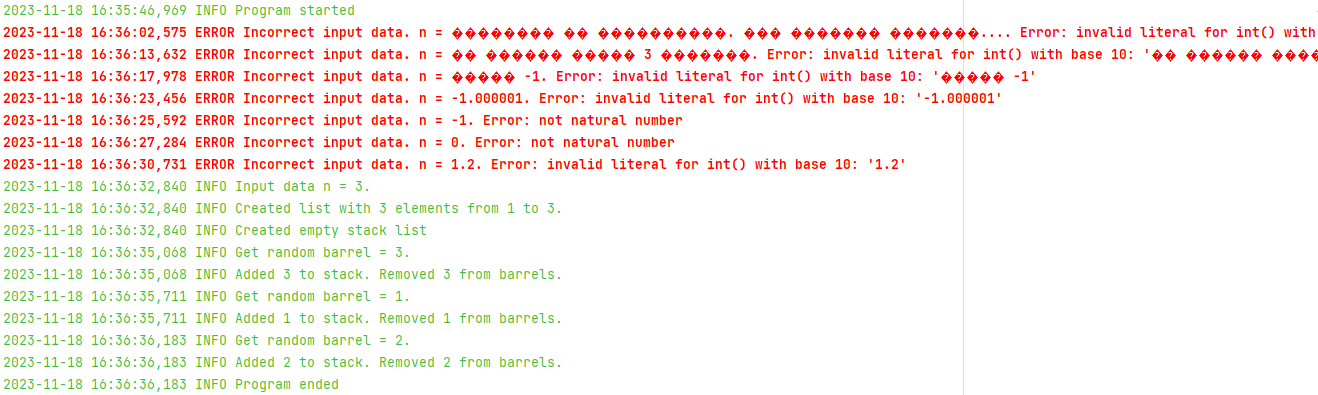 2023-11-18 16:35:46,969 INFO Program started
2023-11-18 16:36:02,575 ERROR Incorrect input data. n = �������� �� ����������. ��� ������� �������.... Error: invalid literal for int() with
2023-11-18 16:36:13,632 ERROR Incorrect input data. n = �� ������ ����� 3 �������. Error: invalid literal for int() with base 10: '�� ������ ����
2023-11-18 16:36:17,978 ERROR Incorrect input data. n = ����� -1. Error: invalid literal for int() with base 10: '����� -1'
2023-11-18 16:36:23,456 ERROR Incorrect input data. n = -1.000001. Error: invalid literal for int() with base 10: '-1.000001'
2023-11-18 16:36:25,592 ERROR Incorrect input data. n = -1. Error: not natural number
2023-11-18 16:36:27,284 ERROR Incorrect input data. n = 0. Error: not natural number
2023-11-18 16:36:30,731 ERROR Incorrect input data. n = 1.2. Error: invalid literal for int() with base 10: '1.2'
2023-11-18 16:36:32,840 INFO Input data n = 3.
2023-11-18 16:36:32,840 INFO Created list with 3 elements from 1 to 3.
2023-11-18 16:36:32,840 INFO Created empty stack list
2023-11-18 16:36:35,068 INFO Get random barrel = 3.
2023-11-18 16:36:35,068 INFO Added 3 to stack. Removed 3 from barrels.
2023-11-18 16:36:35,711 INFO Get random barrel = 1.
2023-11-18 16:36:35,711 INFO Added 1 to stack. Removed 1 from barrels.
2023-11-18 16:36:36,183 INFO Get random barrel = 2.
2023-11-18 16:36:36,183 INFO Added 2 to stack. Removed 2 from barrels.
2023-11-18 16:36:36,183 INFO Program ended